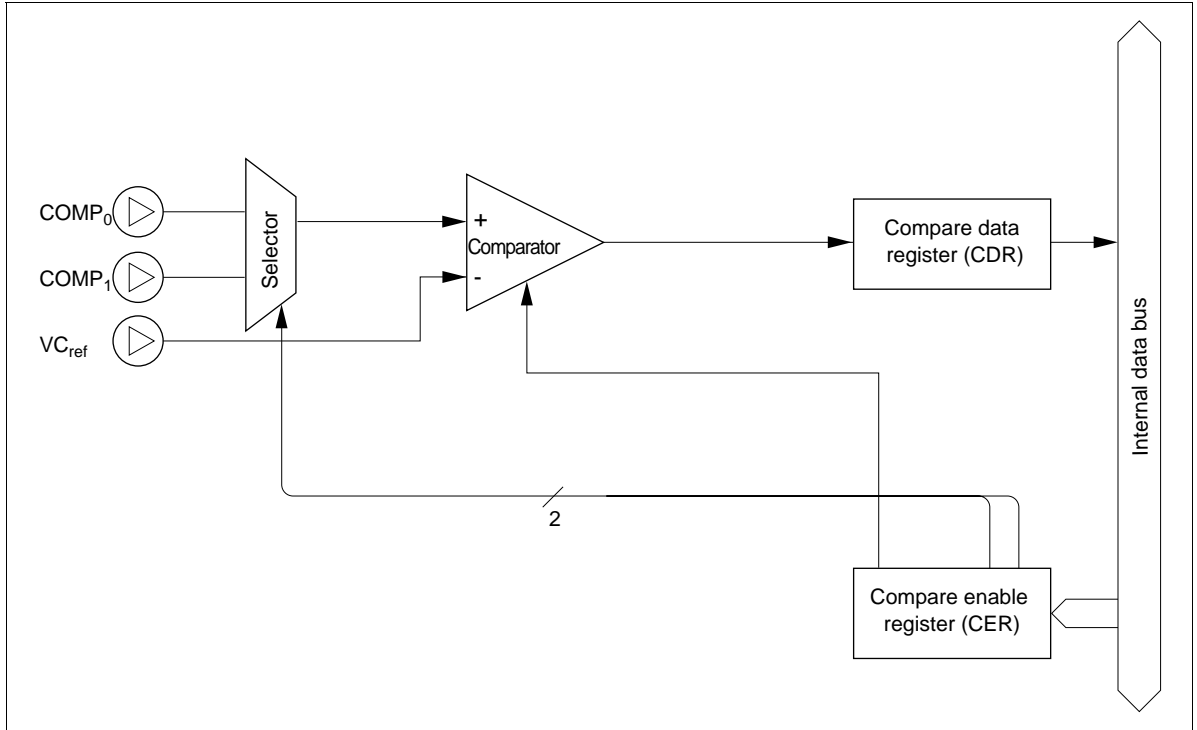 COMP0
COMP1
VCref
Selector
+
Comparator
-
Compare data
register (CDR)
Internal data bus
2
Compare enable
register (CER)